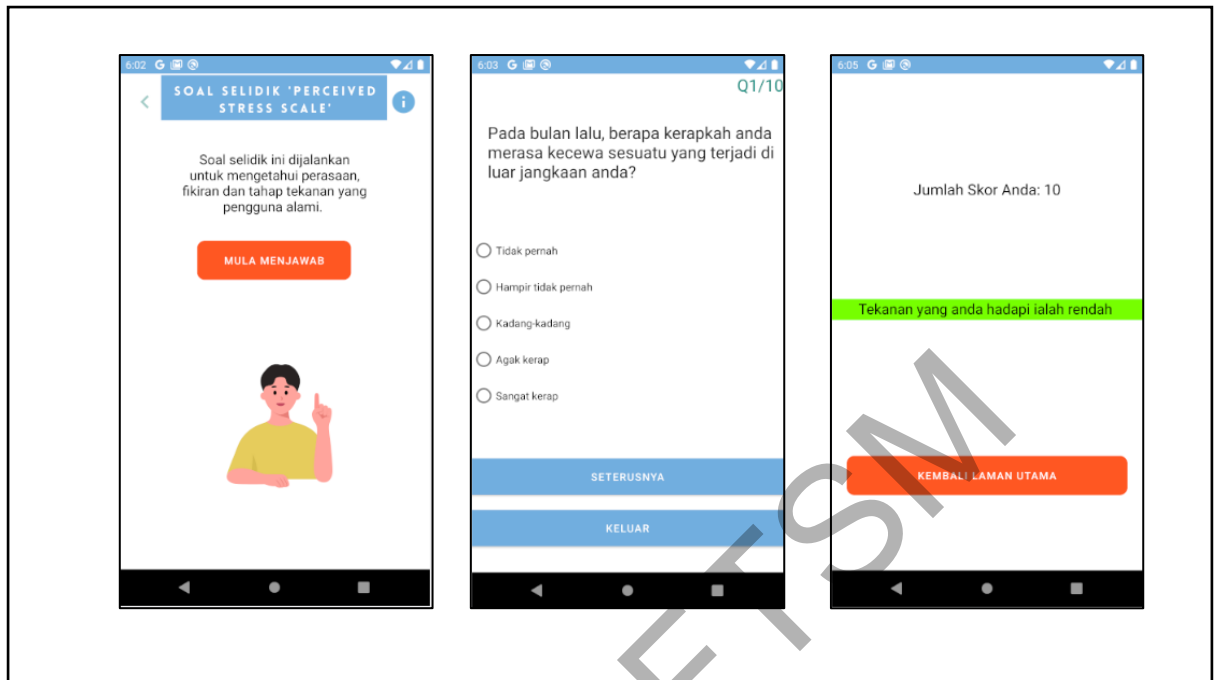 6:02 G
SOAL SELIDIK 'PERCEIVED
STRESS SCALE'
i
Soal selidik ini dijalankan
untuk mengetahui perasaan,
fikiran dan tahap tekanan yang
pengguna alami.
MULA MENJAWAB
6:03 G
Q1/10
Pada bulan lalu, berapa kerapkah anda
merasa kecewa sesuatu yang terjadi di
luar jangkaan anda?
Tidak pernah
Hampir tidak pernah
Kadang-kadang
Agak kerap
Sangat kerap
SETERUSNYA
KELUAR
6:05 G
Jumlah Skor Anda: 10
Tekanan yang anda hadapi ialah rendah
KEMBALI LAMAN UTAMA
FTSM